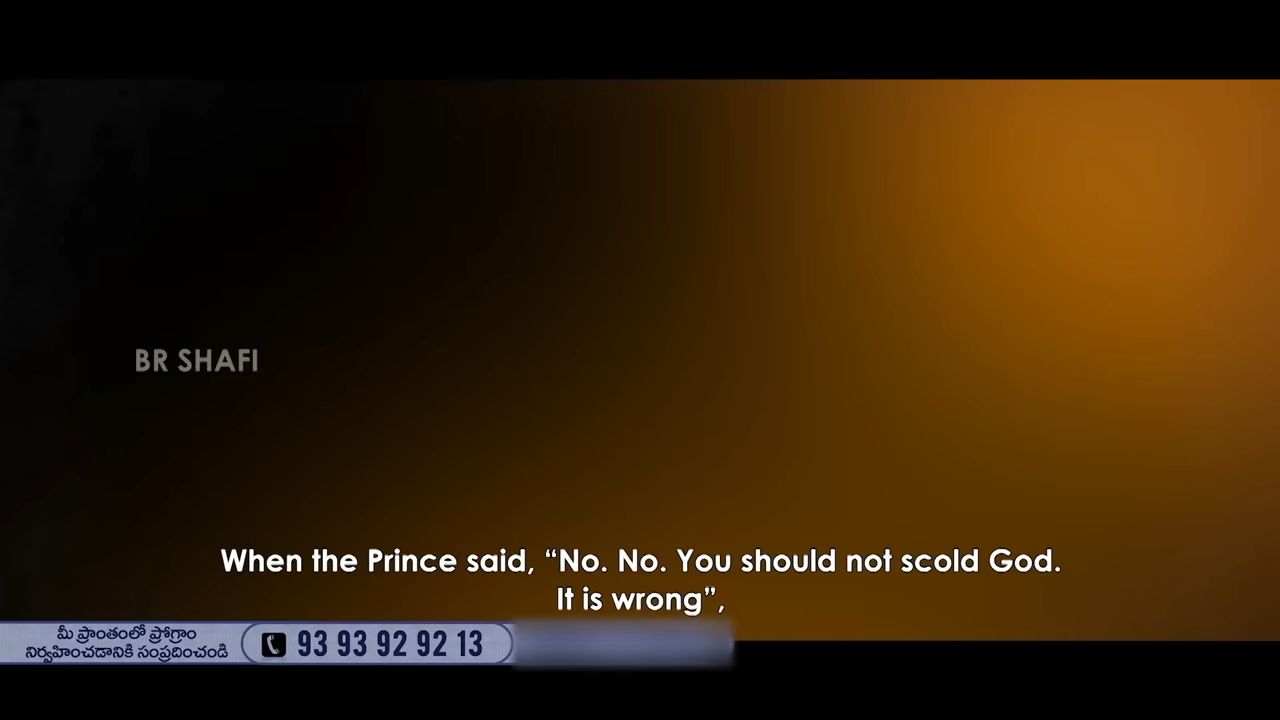 BR SHAFI
When the Prince said, “No. No. You should not scold God.
It is wrong”,
మీ ప్రాంతంలో ప్రోగ్రాం
నిర్వహించడానికి సంప్రదించండి
93 93 92 92 13